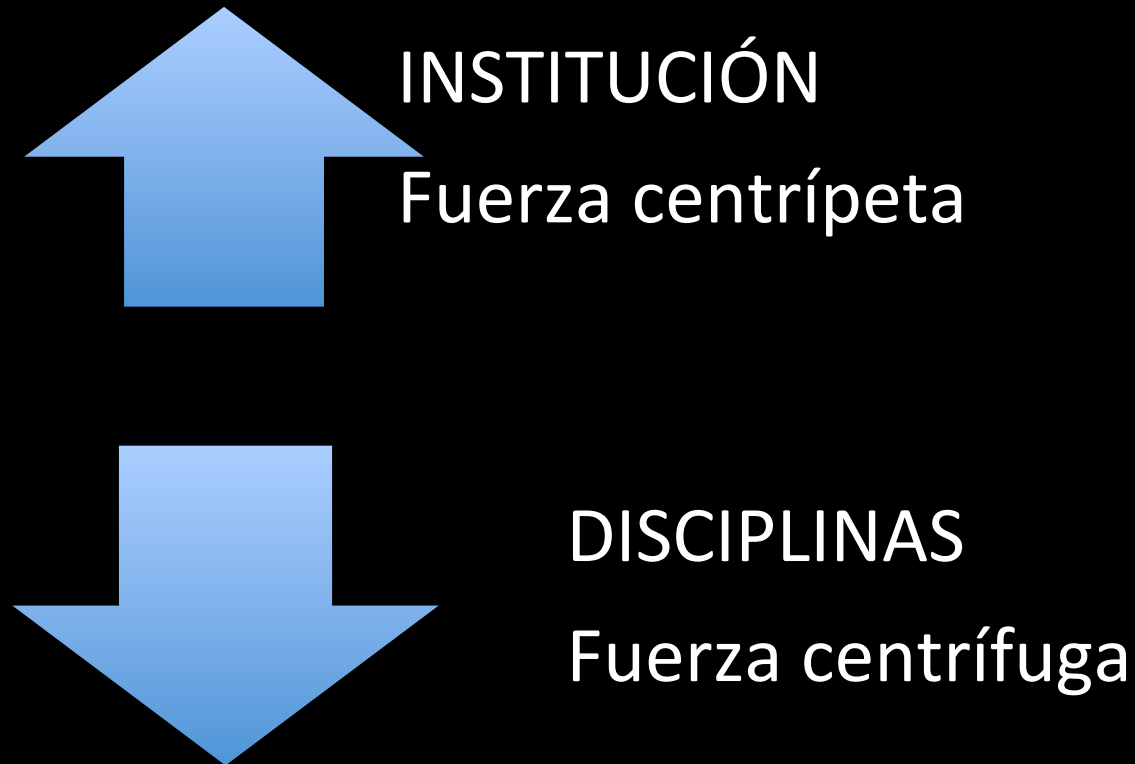 INSTITUCIÓN
Fuerza centrípeta
DISCIPLINAS
Fuerza centrífuga